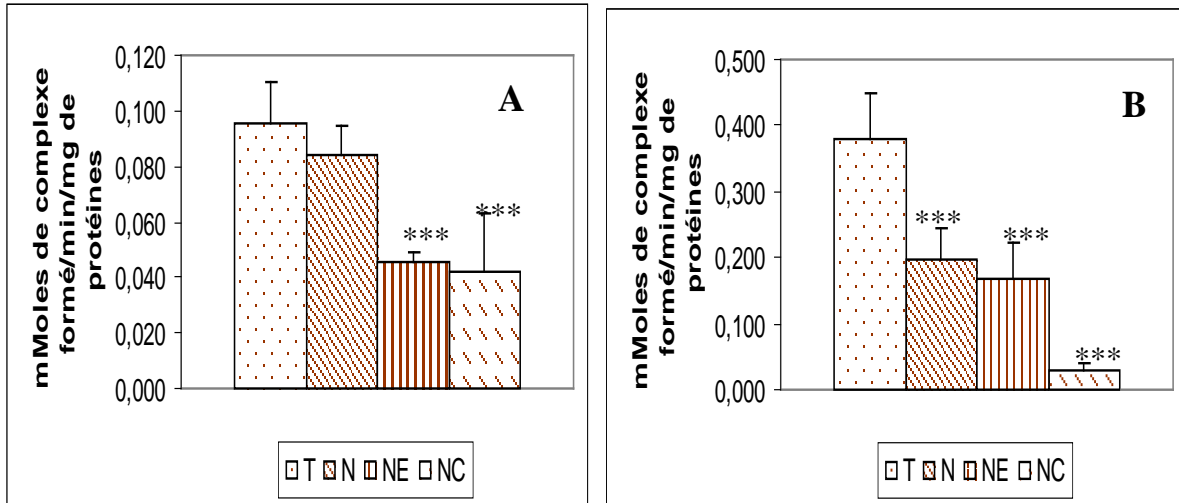 mMoles de complexe
formé/min/mg de
protéines
0,120
0,100
0,080
0,060
0,040
0,020
0,000
A
***
***
T N NE NC
mMoles de complexe
formé/min/mg de
protéines
0,500
0,400
0,300
0,200
0,100
0,000
B
***
***
***
T N NE NC